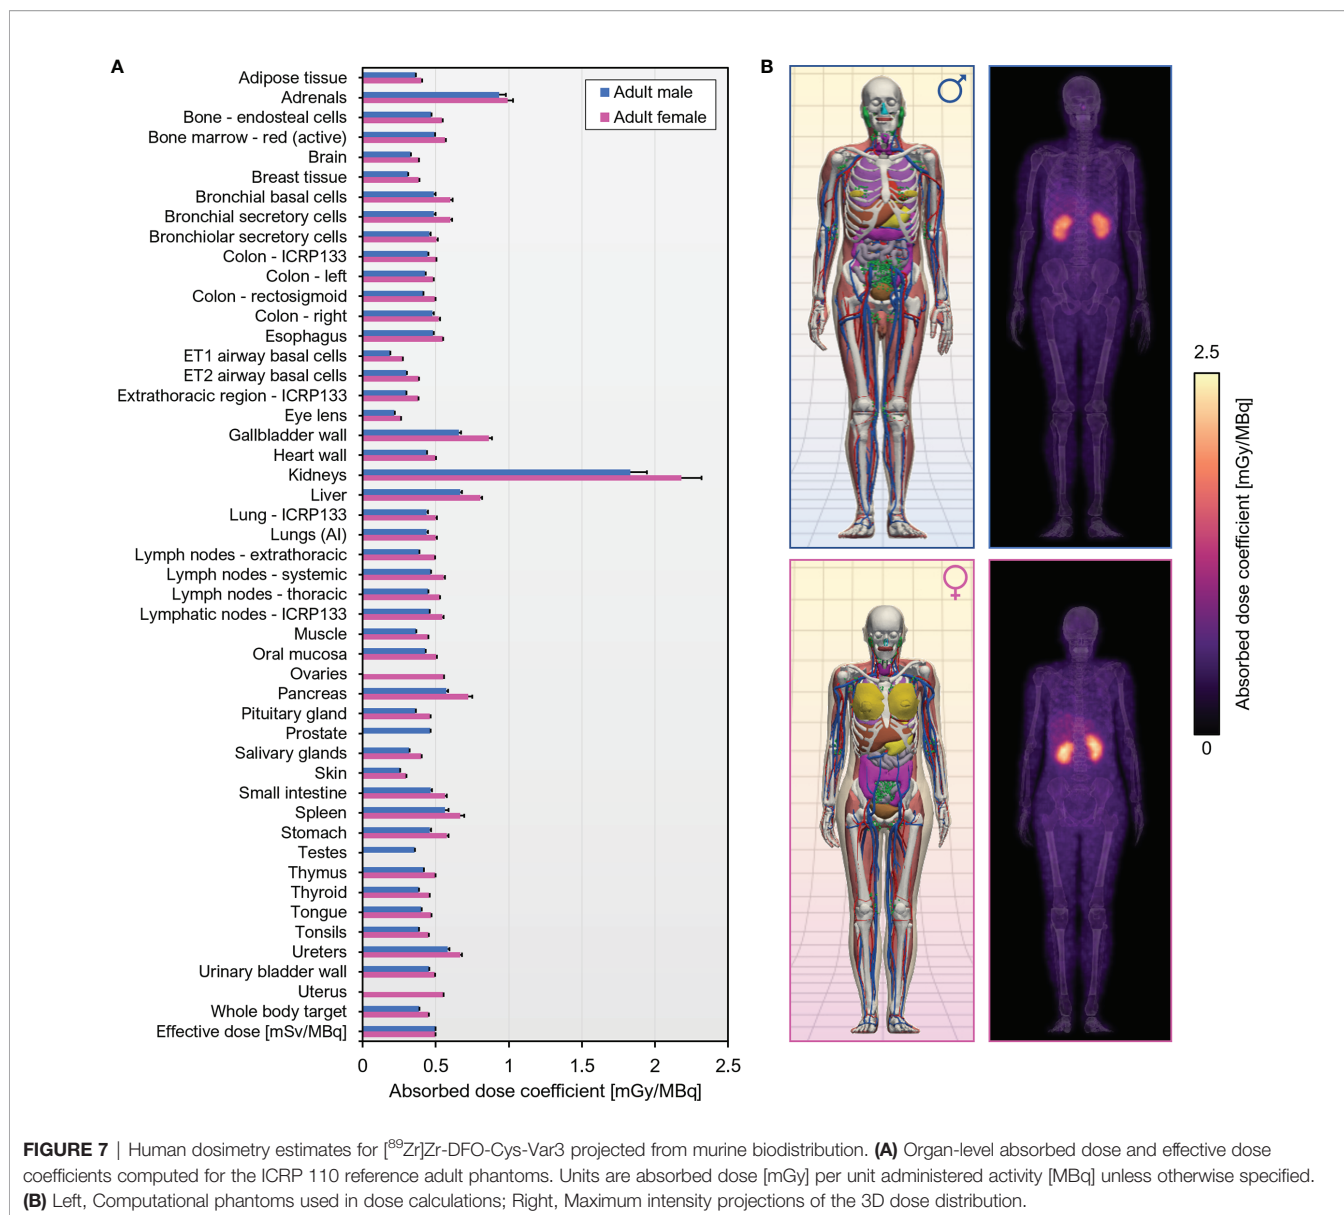 A
B
Adipose tissue
Adrenals
Bone - endosteal cells
Bone marrow - red (active)
Brain
Breast tissue
Bronchial basal cells
Bronchial secretory cells
Bronchiolar secretory cells
Colon - ICRP133
Colon - left
Colon - rectosigmoid
Colon - right
Esophagus
ET1 airway basal cells
ET2 airway basal cells
Extrathoracic region - ICRP133
Eye lens
Gallbladder wall
Heart wall
Kidneys
Liver
Lung - ICRP133
Lungs (AI)
Lymph nodes - extrathoracic
Lymph nodes - systemic
Lymph nodes - thoracic
Lymphatic nodes - ICRP133
Muscle
Oral mucosa
Ovaries
Pancreas
Pituitary gland
Prostate
Salivary glands
Skin
Small intestine
Spleen
Stomach
Testes
Thymus
Thyroid
Tongue
Tonsils
Ureters
Urinary bladder wall
Uterus
Whole body target
Effective dose [mSv/MBq]
Adult male
Adult female
0 0.5 1 1.5 2 2.5
Absorbed dose coefficient [mGy/MBq]
♂
♀
2.5
Absorbed dose coefficient [mGy/MBq]
0
FIGURE 7 | Human dosimetry estimates for [⁸⁹Zr]Zr-DFO-Cys-Var3 projected from murine biodistribution. (A) Organ-level absorbed dose and effective dose
coefficients computed for the ICRP 110 reference adult phantoms. Units are absorbed dose [mGy] per unit administered activity [MBq] unless otherwise specified.
(B) Left, Computational phantoms used in dose calculations; Right, Maximum intensity projections of the 3D dose distribution.